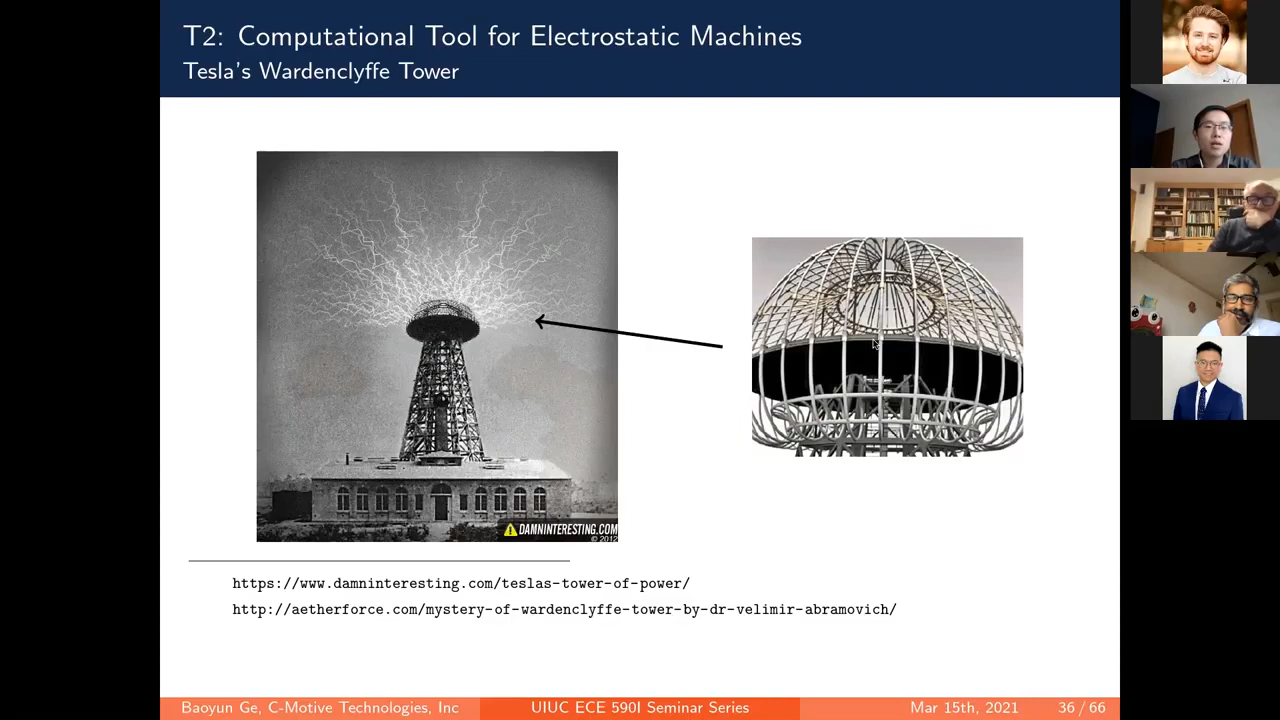 T2: Computational Tool for Electrostatic Machines
Tesla's Wardenclyffe Tower
DAMNINTERESTING.COM
© 2012
https://www.damninteresting.com/teslas-tower-of-power/
http://aetherforce.com/mystery-of-wardenclyffe-tower-by-dr-velimir-abramovich/
Baoyun Ge, C-Motive Technologies, Inc UIUC ECE 590I Seminar Series Mar 15th, 2021 36 / 66